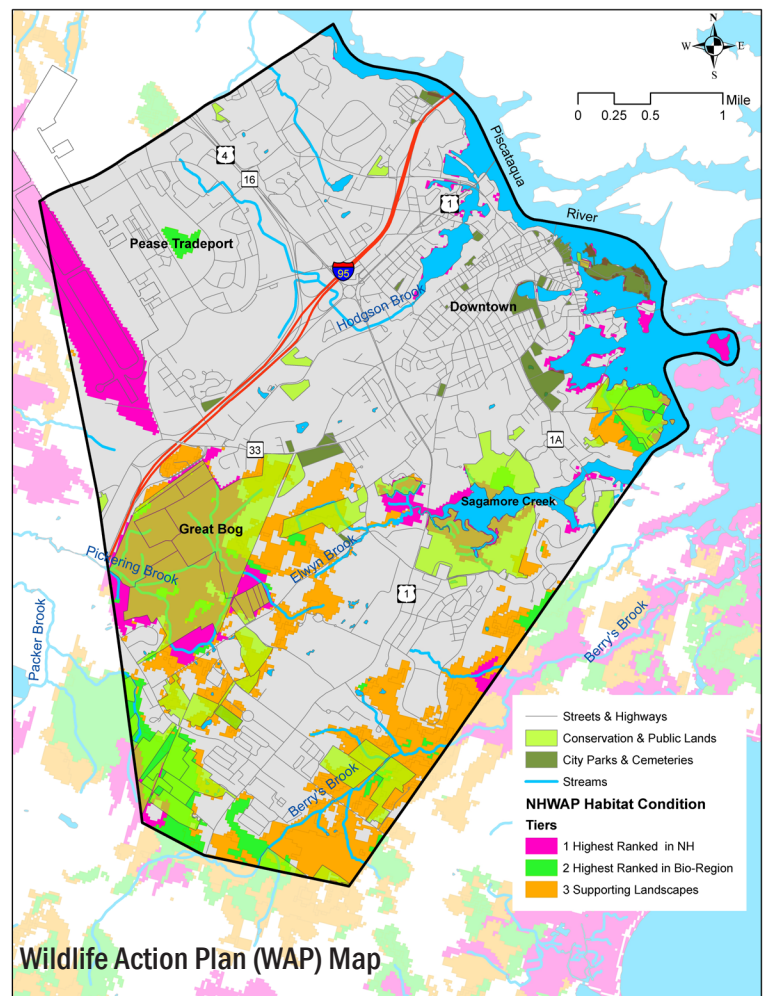 N
W E
S
Mile
0 0.25 0.5 1
Piscataqua
River
4
16
1
Pease Tradeport
95
Hodgson Brook
Downtown
1A
33
Sagamore Creek
Great Bog
Elwyn Brook
Pickering Brook
1
Packer Brook
Berry's Brook
Berry's Brook
Streets & Highways
Conservation & Public Lands
City Parks & Cemeteries
Streams
NHWAP Habitat Condition
Tiers
1 Highest Ranked in NH
2 Highest Ranked in Bio-Region
3 Supporting Landscapes
Wildlife Action Plan (WAP) Map